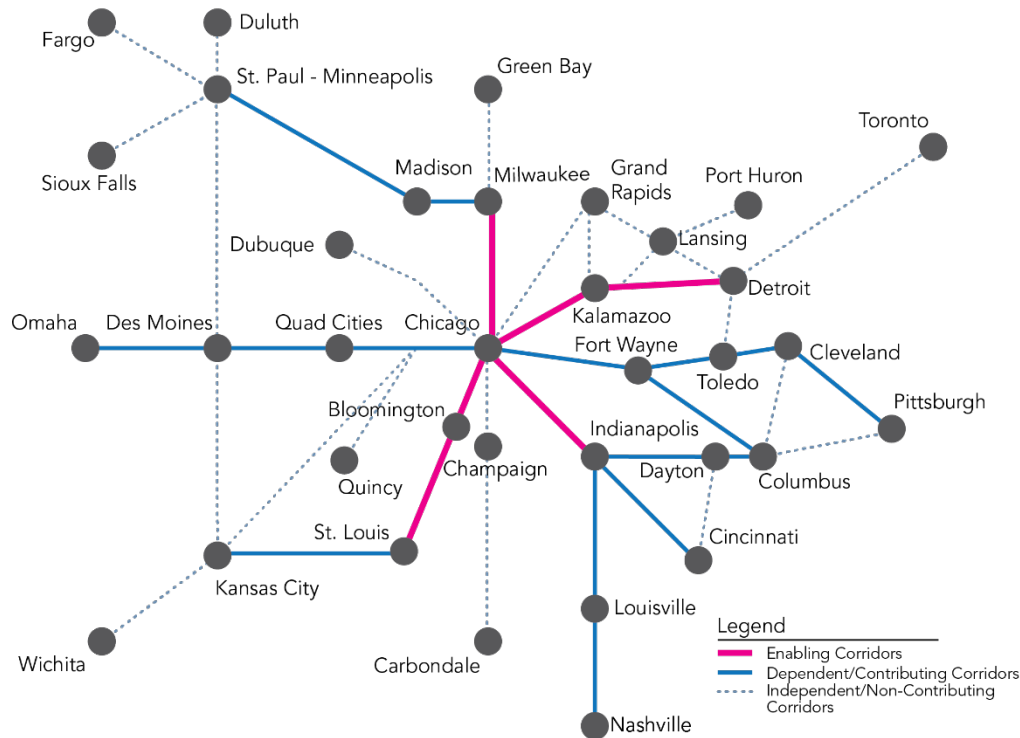 Duluth
Fargo
St. Paul - Minneapolis
Green Bay
Toronto
Madison
Milwaukee
Grand
Rapids
Port Huron
Sioux Falls
Lansing
Dubuque
Detroit
Omaha
Des Moines
Quad Cities
Chicago
Kalamazoo
Fort Wayne
Cleveland
Toledo
Pittsburgh
Bloomington
Indianapolis
Quincy
Champaign
Dayton
Columbus
St. Louis
Cincinnati
Kansas City
Louisville
Wichita
Carbondale
Nashville
Legend
Enabling Corridors
Dependent/Contributing Corridors
Independent/Non-Contributing
Corridors